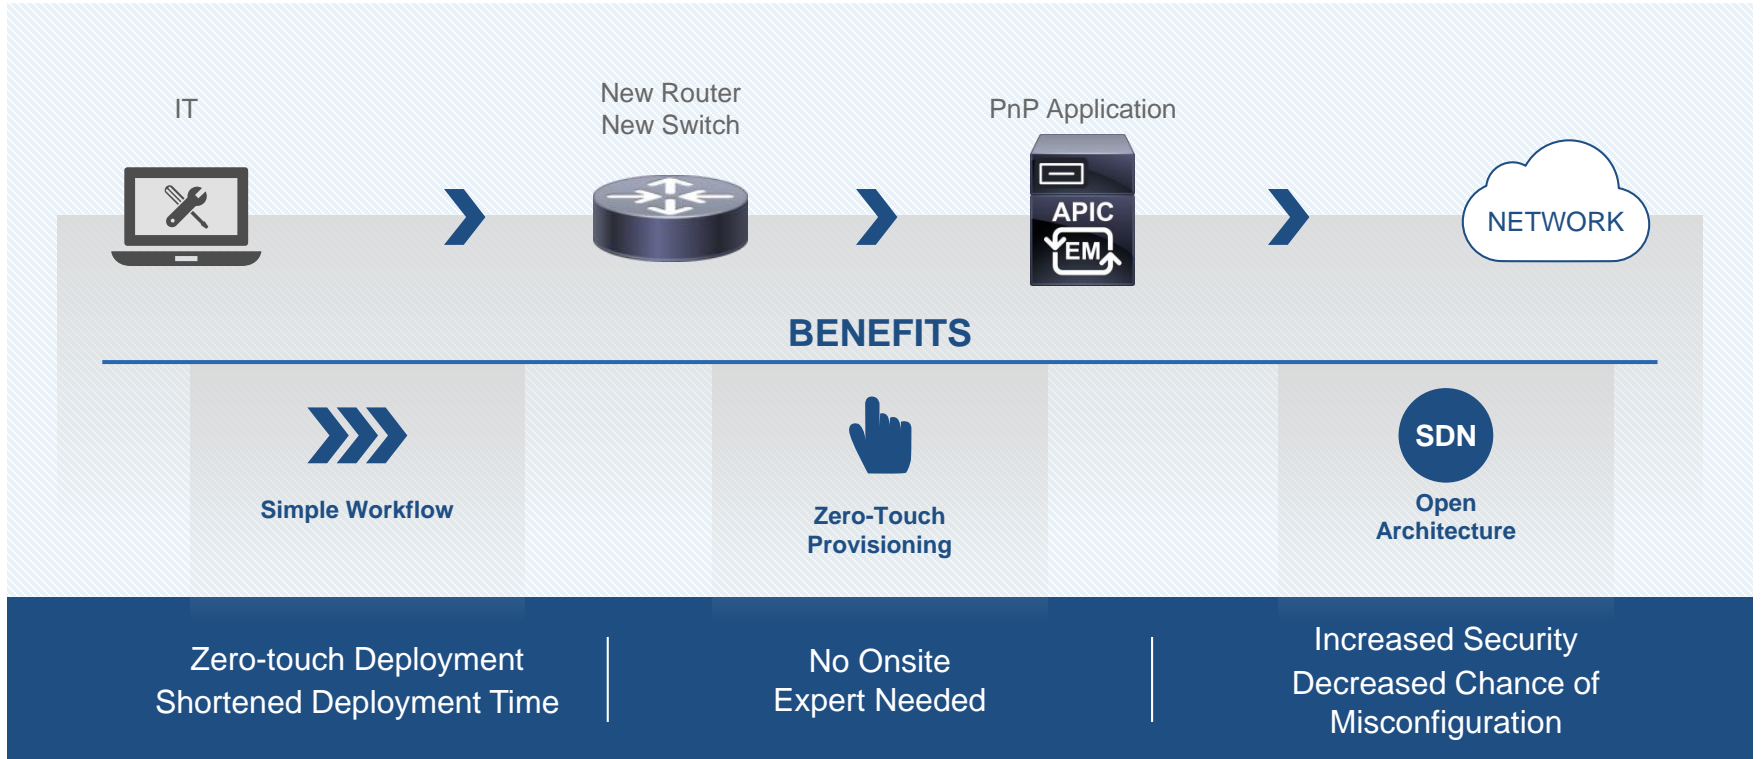 IT
New Router
New Switch
PnP Application
APIC
EM
NETWORK
BENEFITS
Simple Workflow
Zero-Touch
Provisioning
SDN
Open
Architecture
Zero-touch Deployment
Shortened Deployment Time
No Onsite
Expert Needed
Increased Security
Decreased Chance of
Misconfiguration